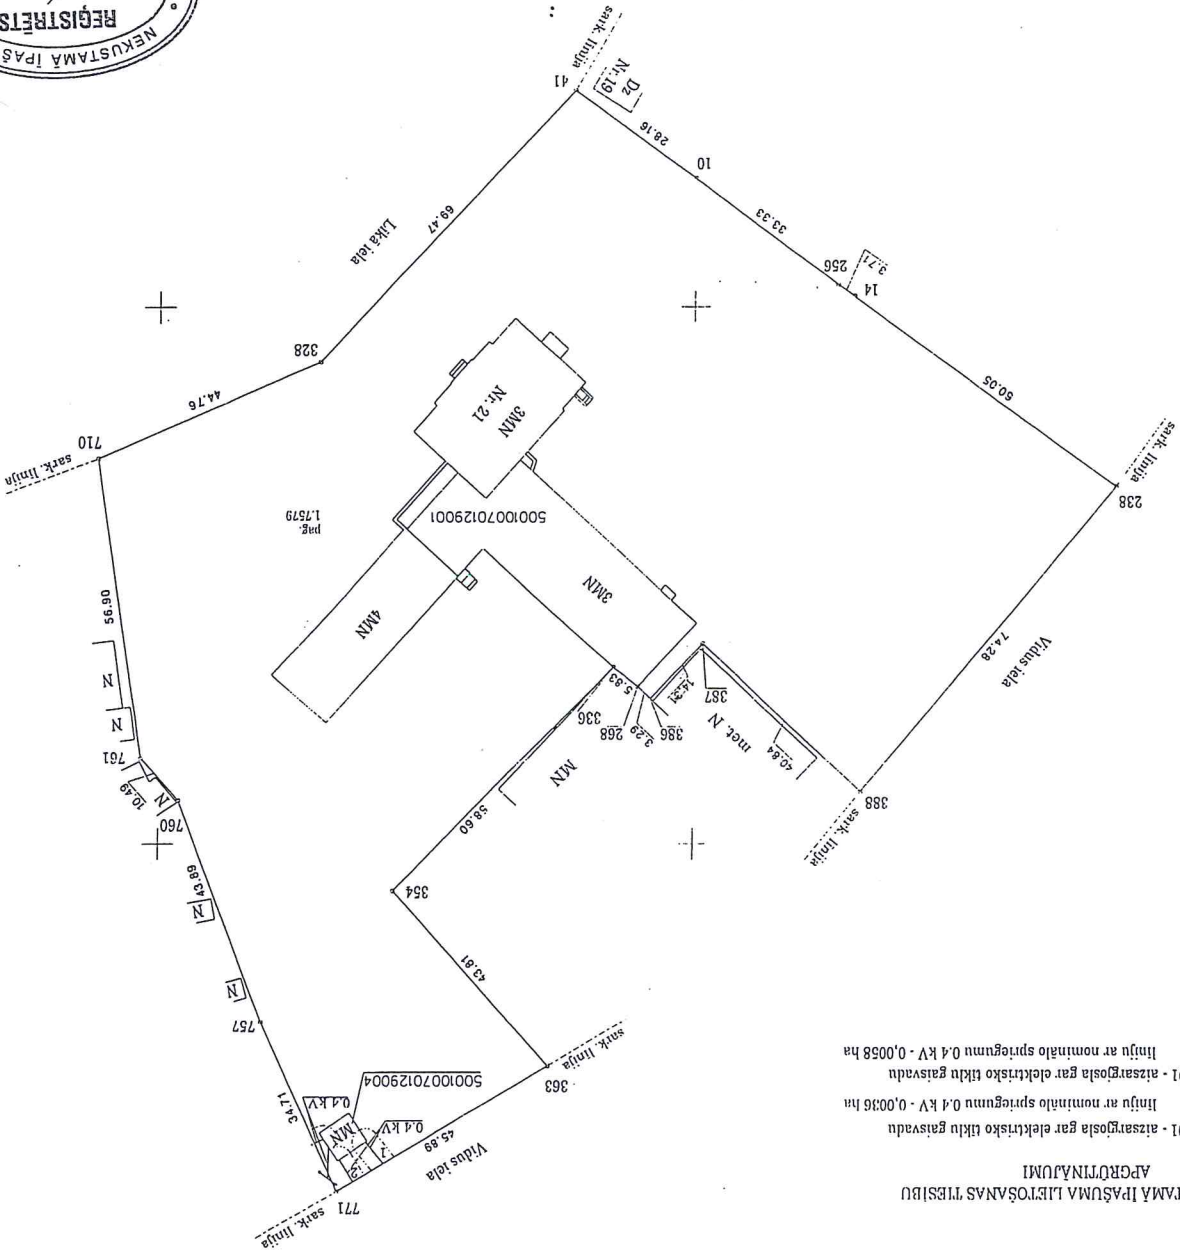 TAMĀ ĪPAŠUMA LIETOŠANAS TIESĪBU
APGRŪTINĀJUMI
01 - aizsargjosla gar elektrisko tīklu gaisvadu
līniju ar nominālo spriegumu 0.4 kV - 0,0036 ha
01 - aizsargjosla gar elektrisko tīklu gaisvadu
līniju ar nominālo spriegumu 0.4 kV - 0,0058 ha
sark. līnija
771
Vidus iela
45.89
1
2
MN
0.4 kV
0.4 kV
50010070129004
34.71
363
sark. līnija
757
N
43.81
N
43.89
354
760
N
10.49
761
N
N
56.90
58.60
MN
sark. līnija
388
40.84
met. N
387
14.31
386
3.29
268
5.83
336
74.28
Vidus iela
3MN
4MN
50010070129001
pag.
1.7579
238
sark. līnija
710
sark. līnija
44.76
328
3MN
Nr. 21
60.05
14
3.71
256
33.33
Līkā iela
69.47
10
28.16
41
Dz
Nr.19
sark. līnija
NEKUSTAMĀ ĪPAŠ
REĢISTRĒTS